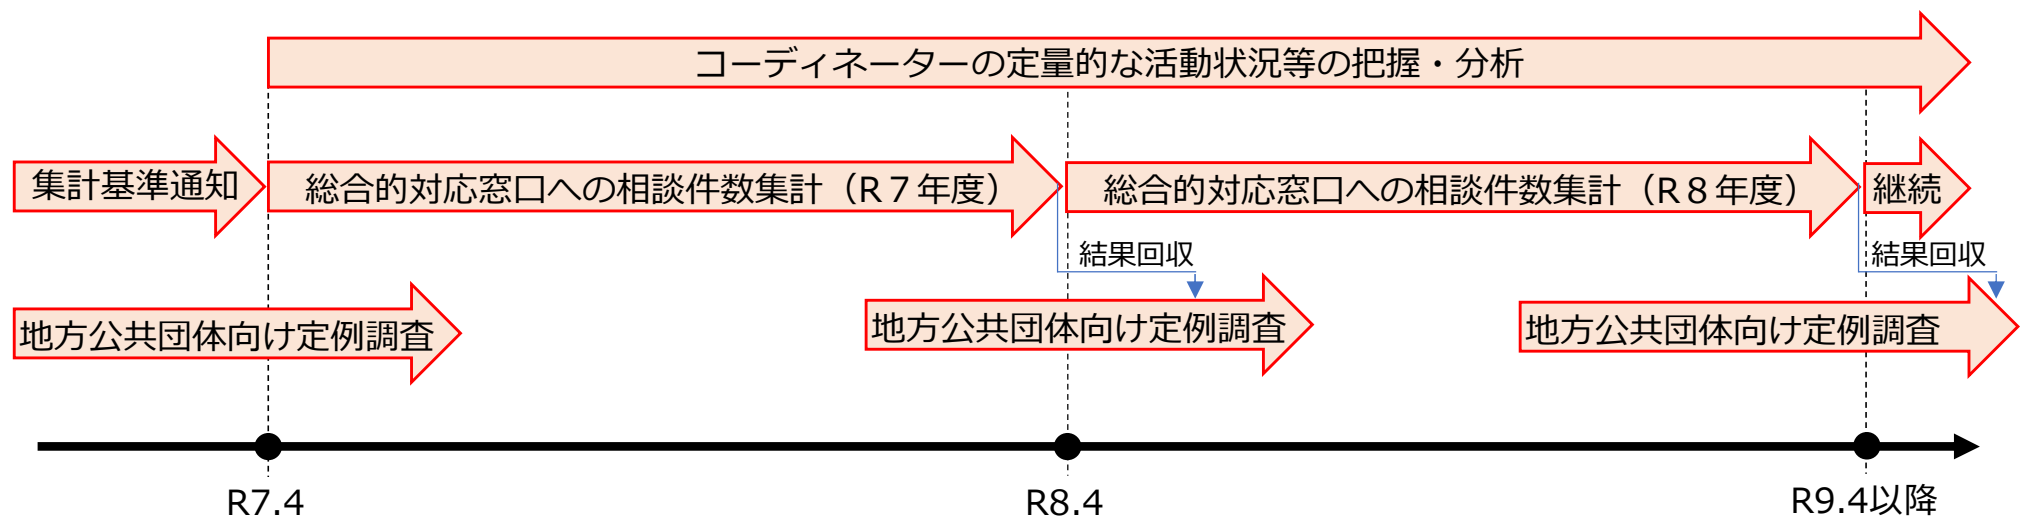 コーディネーターの定量的な活動状況等の把握・分析
集計基準通知
総合的対応窓口への相談件数集計（R７年度）
総合的対応窓口への相談件数集計（R８年度）
継続
結果回収
結果回収
地方公共団体向け定例調査
地方公共団体向け定例調査
地方公共団体向け定例調査
R7.4
R8.4
R9.4以降